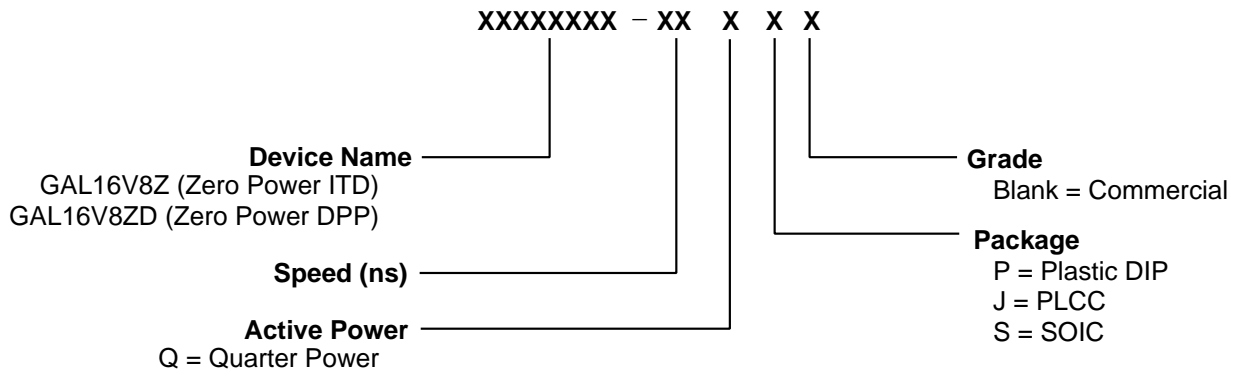 XXXXXXXX – XX X X X
Device Name
GAL16V8Z (Zero Power ITD)
GAL16V8ZD (Zero Power DPP)
Speed (ns)
Active Power
Q = Quarter Power
Grade
Blank = Commercial
Package
P = Plastic DIP
J = PLCC
S = SOIC